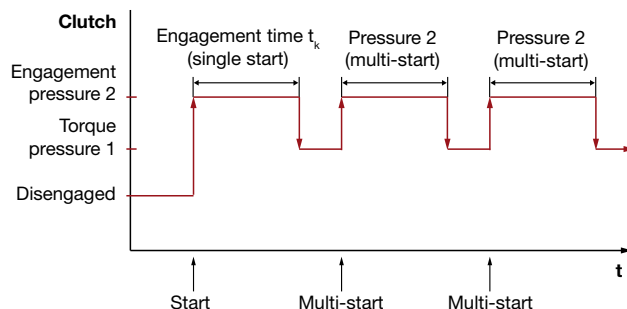 Clutch
Engagement time tk
(single start)
Pressure 2
(multi-start)
Pressure 2
(multi-start)
Engagement
pressure 2
Torque
pressure 1
Disengaged
t
Start
Multi-start
Multi-start